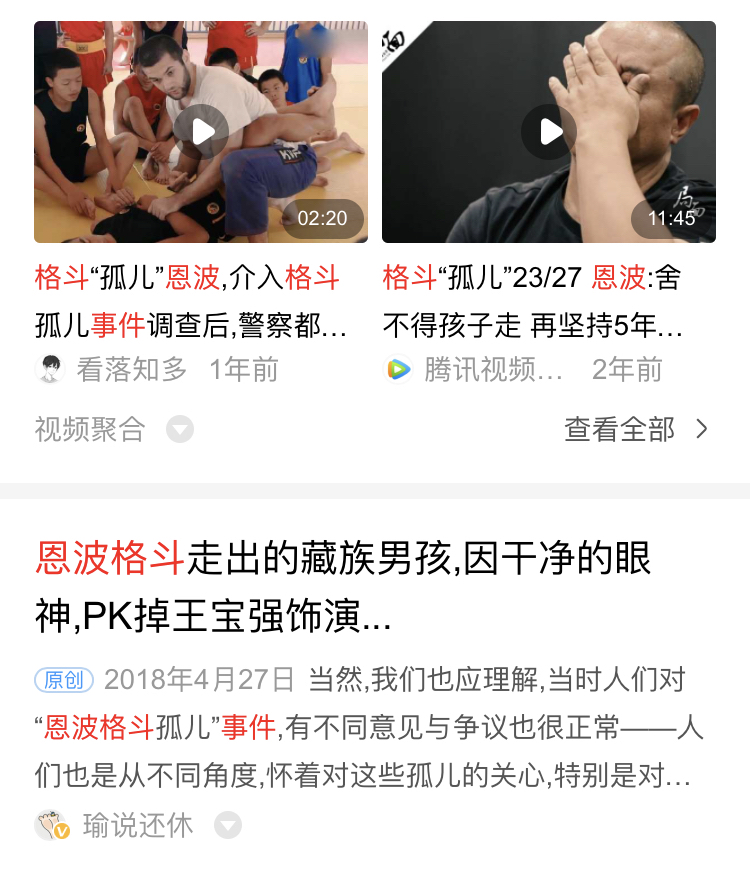 02:20
11:45
格斗“孤儿”恩波,介入格斗
孤儿事件调查后,警察都...
格斗“孤儿”23/27 恩波:舍
不得孩子走 再坚持5年...
看落知多 1年前
腾讯视频... 2年前
视频聚合
查看全部
恩波格斗走出的藏族男孩,因干净的眼
神,PK掉王宝强饰演...
原创 2018年4月27日 当然,我们也应理解,当时人们对
“恩波格斗孤儿”事件,有不同意见与争议也很正常——人
们也是从不同角度,怀着对这些孤儿的关心,特别是对...
瑜说还休